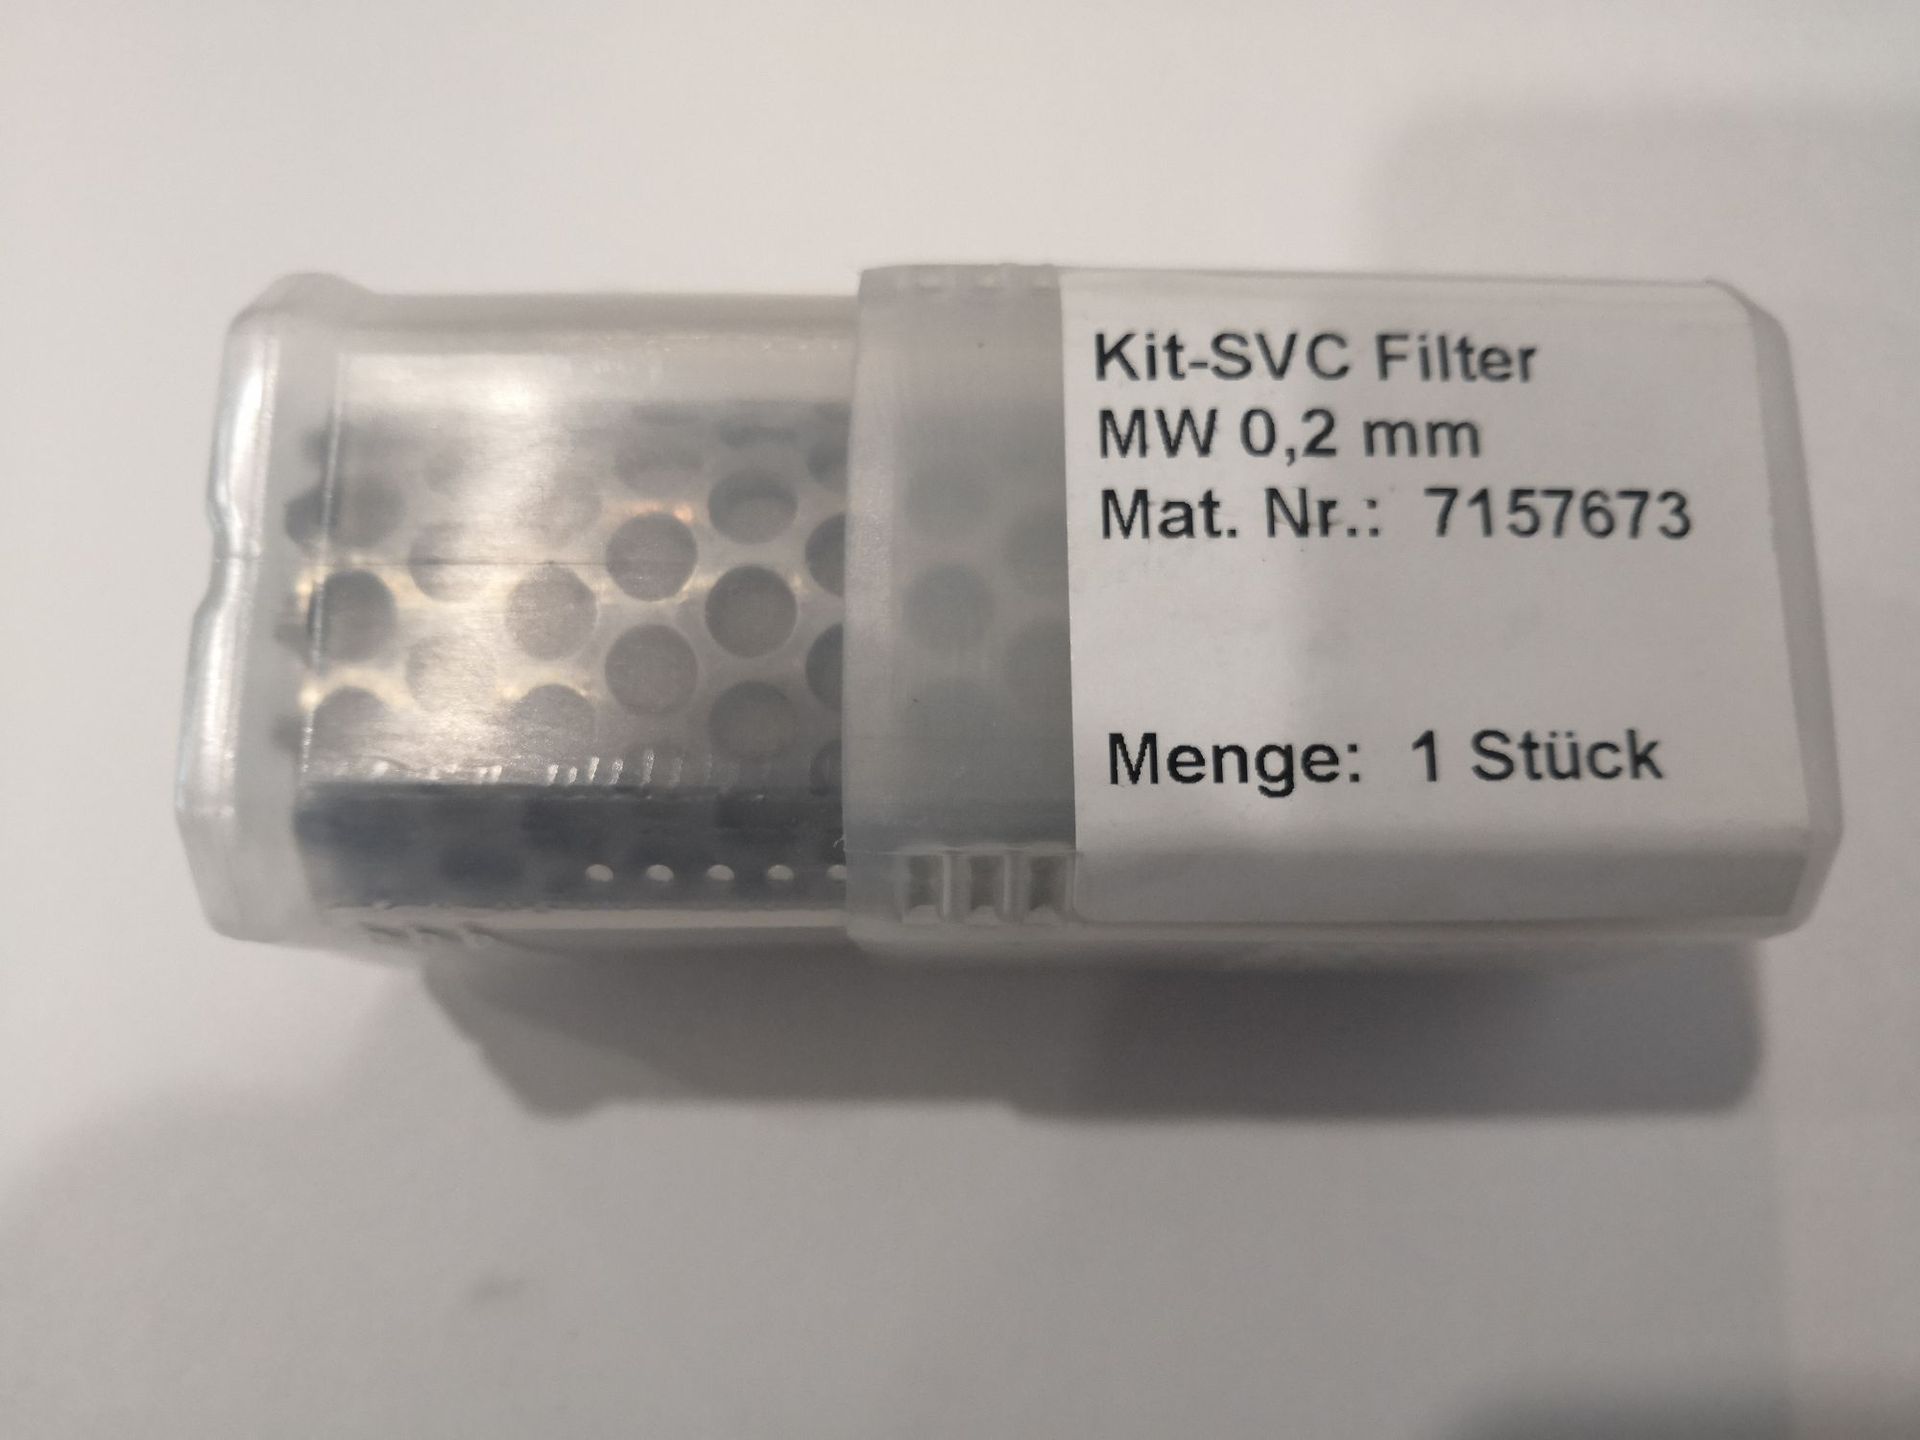 Kit-SVC Filter
MW 0,2 mm
Mat. Nr.: 7157673
Menge: 1 Stück